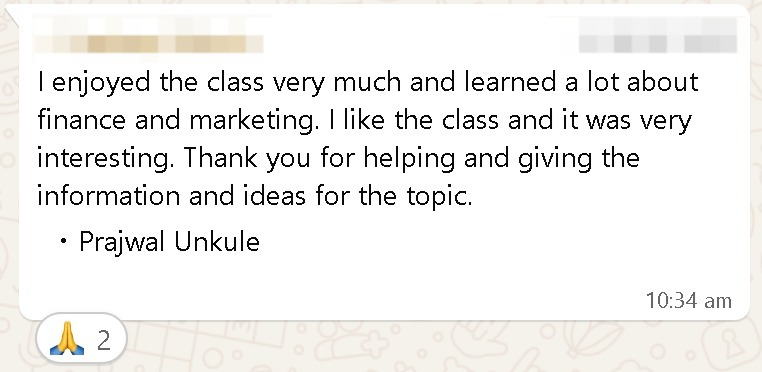 I enjoyed the class very much and learned a lot about
finance and marketing. I like the class and it was very
interesting. Thank you for helping and giving the
information and ideas for the topic.
• Prajwal Unkule
10:34 am
🙏 2